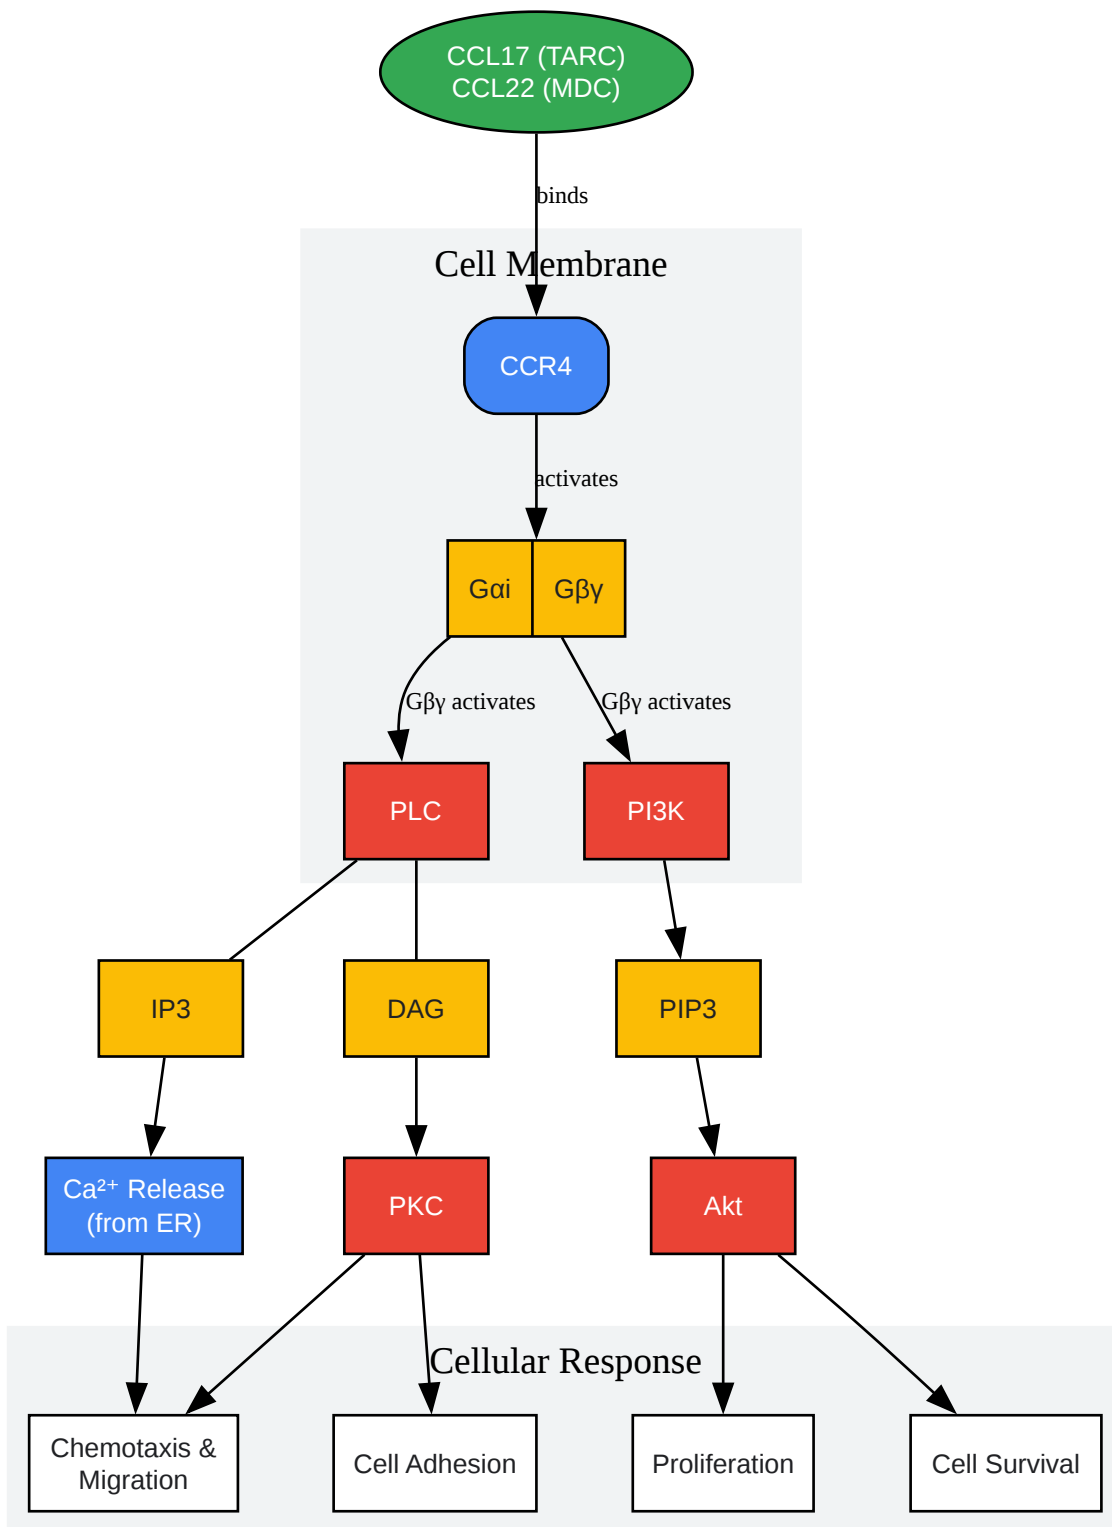 CCL17 (TARC)
CCL22 (MDC)
binds
Cell Membrane
CCR4
activates
Gαi
Gβγ
Gβγ activates
Gβγ activates
PLC
PI3K
IP3
DAG
PIP3
Ca²⁺ Release
(from ER)
PKC
Akt
Cellular Response
Chemotaxis &
Migration
Cell Adhesion
Proliferation
Cell Survival